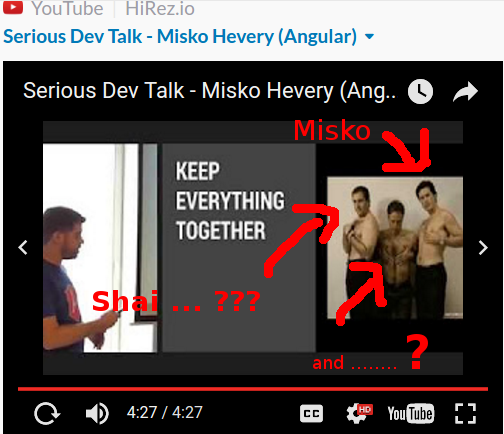 YouTube | HiRez.io
Serious Dev Talk - Misko Hevery (Angular)
Serious Dev Talk - Misko Hevery (Ang..
Misko
KEEP
EVERYTHING
TOGETHER
Shai ... ???
and ........ ?
4:27 / 4:27
CC
HD
YouTube